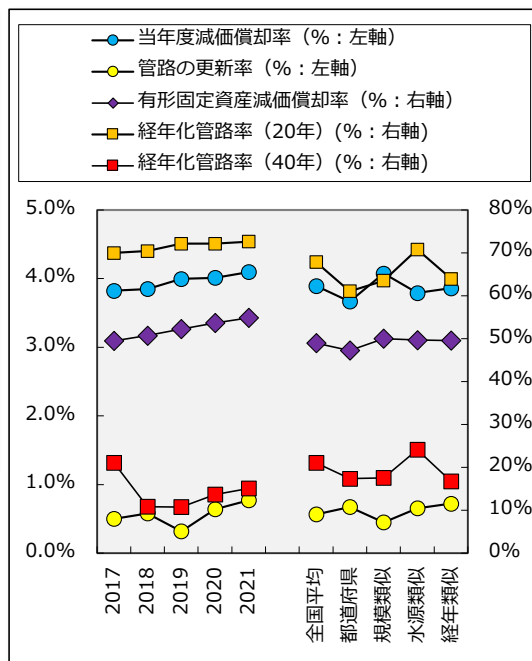 当年度減価償却率（%：左軸）
管路の更新率（%：左軸）
有形固定資産減価償却率（%：右軸）
経年化管路率（20年）(%：右軸)
経年化管路率（40年）(%：右軸)
5.0%
4.0%
3.0%
2.0%
1.0%
0.0%
80%
70%
60%
50%
40%
30%
20%
10%
0%
2017
2018
2019
2020
2021
全国平均
都道府県
規模類似
水源類似
経年類似